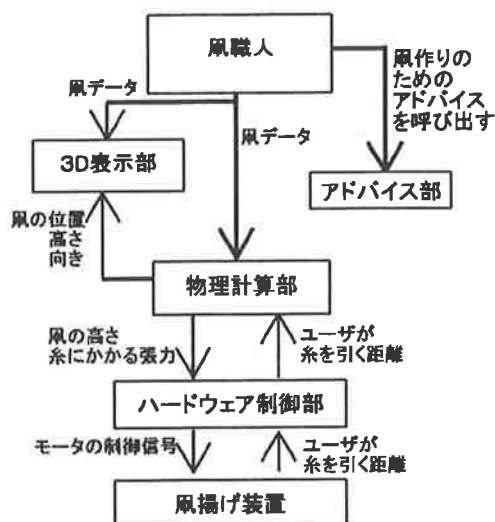 凧職人
凧作りの
ための
アドバイス
を呼び出す
凧データ
凧データ
3D表示部
アドバイス部
凧の位置
高さ
向き
物理計算部
凧の高さ
糸にかかる張力
ユーザが
糸を引く距離
ハードウェア制御部
モータの制御信号
ユーザが
糸を引く距離
凧揚げ装置